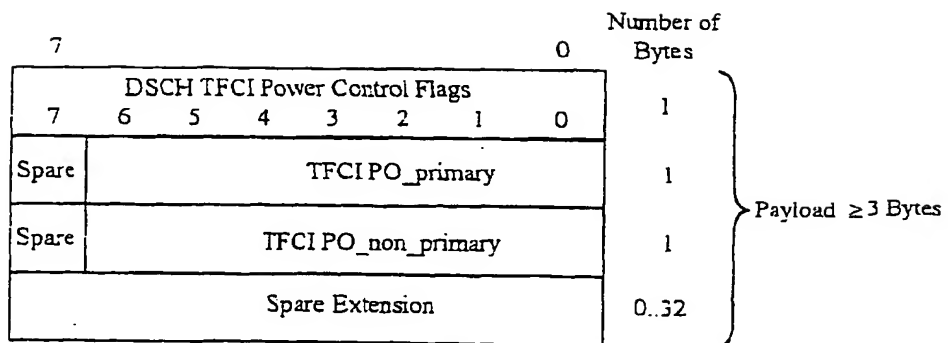 Number of
Bytes
7 0
DSCH TFCI Power Control Flags
7 6 5 4 3 2 1 0
1
Spare TFCI PO_primary
1
Spare TFCI PO_non_primary
1
Spare Extension
0..32
Payload ≥3 Bytes